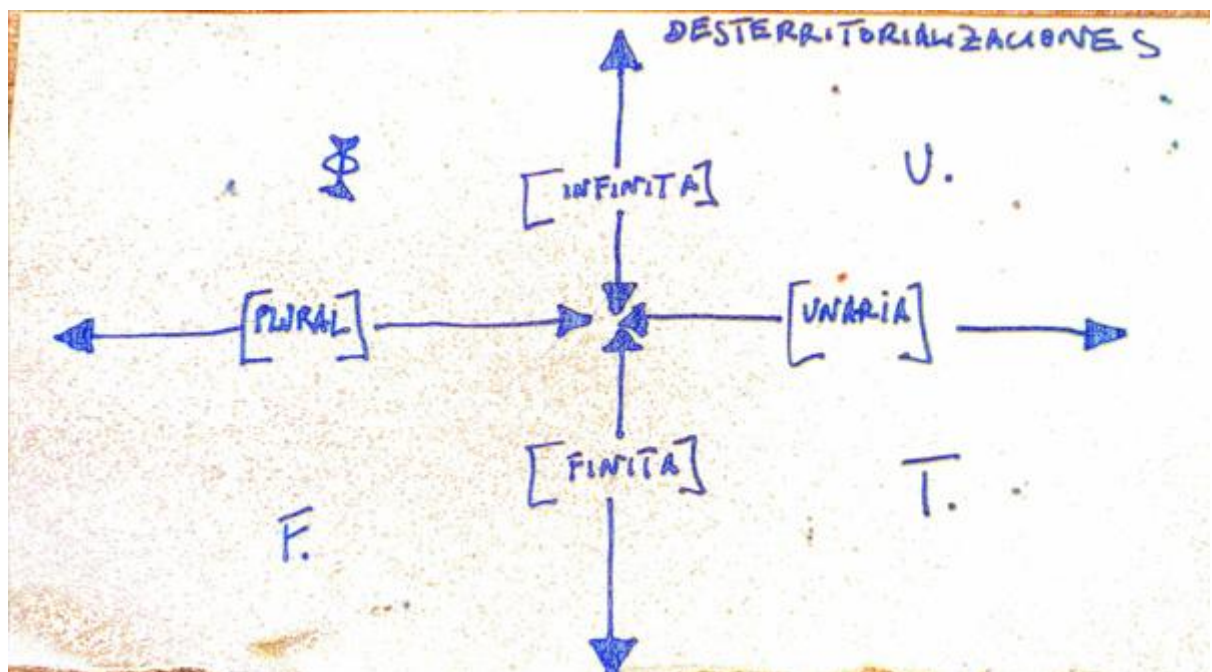 DESTERRITORIALIZACIONES
Φ
U.
[INFINITA]
[PLURAL]
[UNARIA]
[FINITA]
F.
T.